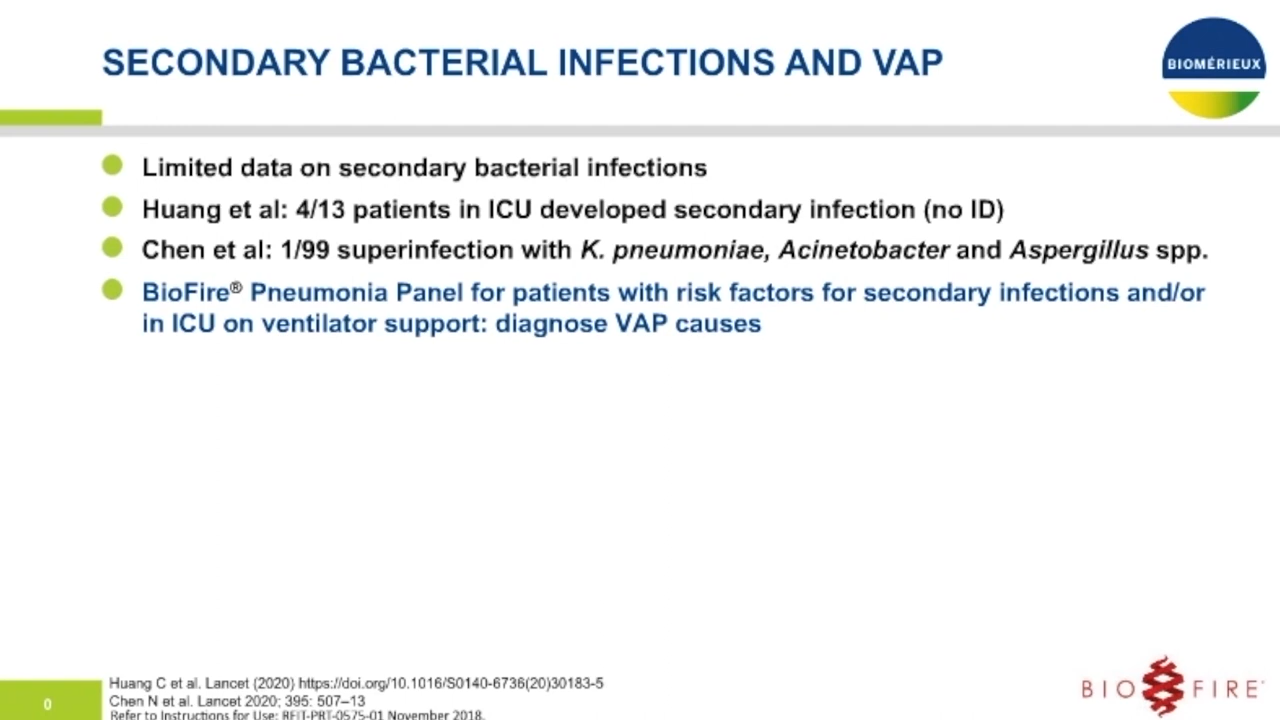 SECONDARY BACTERIAL INFECTIONS AND VAP
BIOMÉRIEUX
Limited data on secondary bacterial infections
Huang et al: 4/13 patients in ICU developed secondary infection (no ID)
Chen et al: 1/99 superinfection with K. pneumoniae, Acinetobacter and Aspergillus spp.
BioFire® Pneumonia Panel for patients with risk factors for secondary infections and/or
in ICU on ventilator support: diagnose VAP causes
Huang C et al. Lancet (2020) https://doi.org/10.1016/S0140-6736(20)30183-5
Chen N et al. Lancet 2020; 395: 507–13
Refer to Instructions for Use: RFIT-PRT-0575-01 November 2018.
0
BIOFIRE